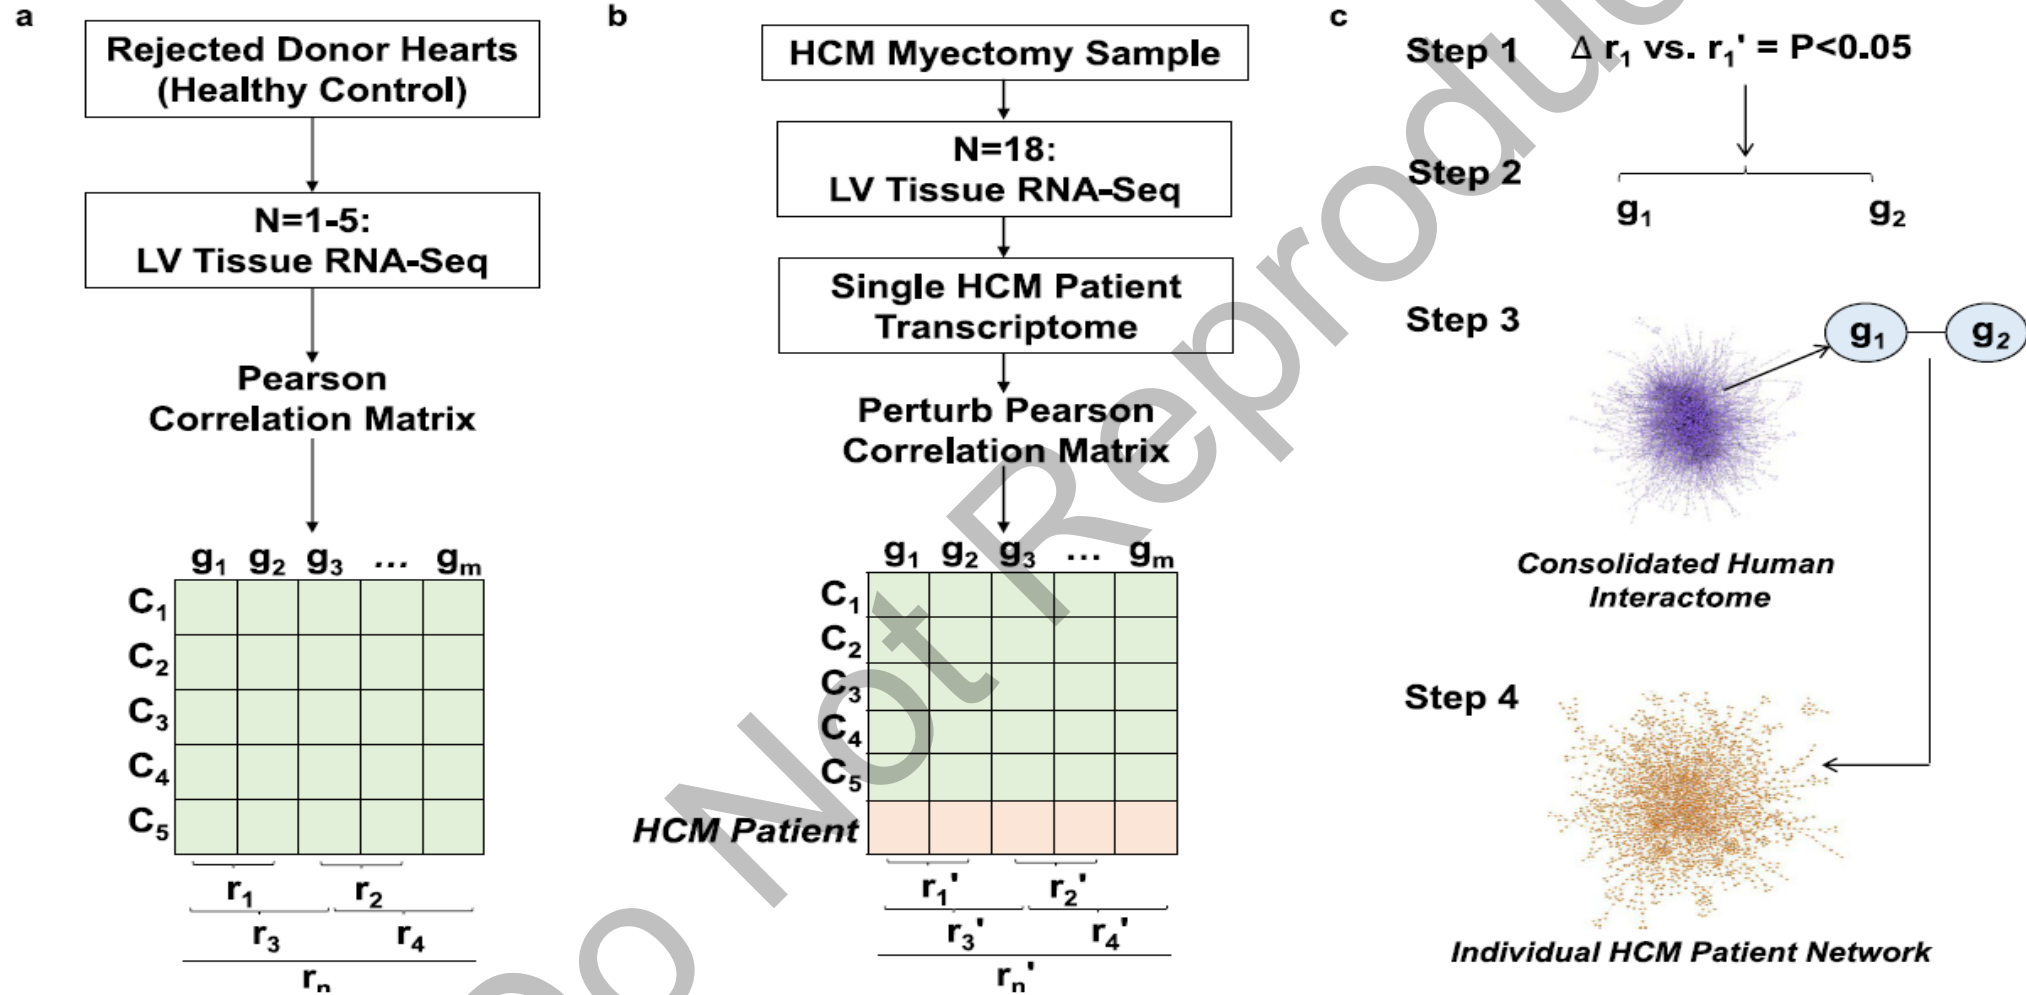 a
Rejected Donor Hearts
(Healthy Control)
N=1-5:
LV Tissue RNA-Seq
Pearson
Correlation Matrix
g1 g2 g3 ... gm
C1
C2
C3
C4
C5
r1 r2
r3 r4
rn
b
HCM Myectomy Sample
N=18:
LV Tissue RNA-Seq
Single HCM Patient
Transcriptome
Perturb Pearson
Correlation Matrix
g1 g2 g3 ... gm
C1
C2
C3
C4
C5
HCM Patient
r1' r2'
r3' r4'
rn'
c
Step 1 Δ r1 vs. r1' = P<0.05
Step 2
g1 g2
Step 3
g1 g2
Consolidated Human
Interactome
Step 4
Individual HCM Patient Network
Do Not Reproduc